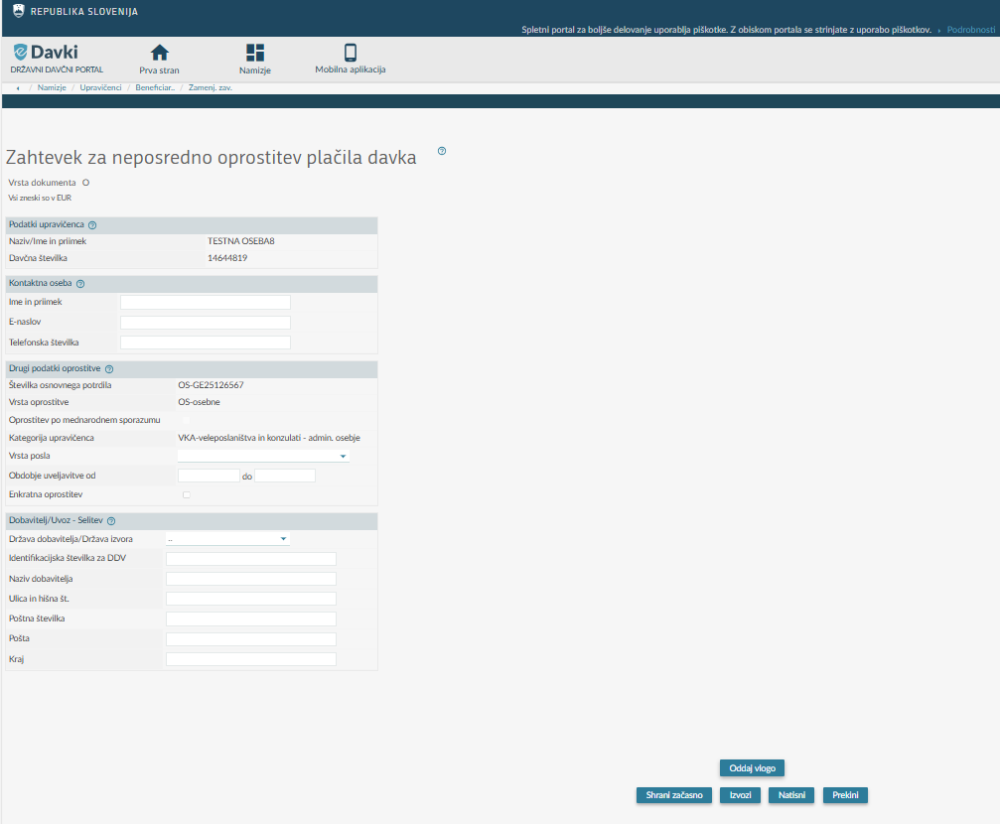 REPUBLIKA SLOVENIJA
Spletni portal za boljše delovanje uporablja piškotke. Z obiskom portala se strinjate z uporabo piškotkov. › Podrobnosti
eDavki
DRŽAVNI DAVČNI PORTAL
Prva stran
Namizje
Mobilna aplikacija
/ Namizje / Upravičenci / Beneficiar.. / Zamenj. zav.
Zahtevek za neposredno oprostitev plačila davka
Vrsta dokumenta O
Vsi zneski so v EUR
Podatki upravičenca
Naziv/Ime in priimek TESTNA OSEBA8
Davčna številka 14644819
Kontaktna oseba
Ime in priimek
E-naslov
Telefonska številka
Drugi podatki oprostitve
Številka osnovnega potrdila OS-GE25126567
Vrsta oprostitve OS-osebne
Oprostitev po mednarodnem sporazumu
Kategorija upravičenca VKA-veleposlaništva in konzulati - admin. osebje
Vrsta posla
Obdobje uveljavitve od do
Enkratna oprostitev
Dobavitelj/Uvoz - Selitev
Država dobavitelja/Država izvora ..
Identifikacijska številka za DDV
Naziv dobavitelja
Ulica in hišna št.
Poštna številka
Pošta
Kraj
Oddaj vlogo
Shrani začasno Izvozi Natisni Prekini